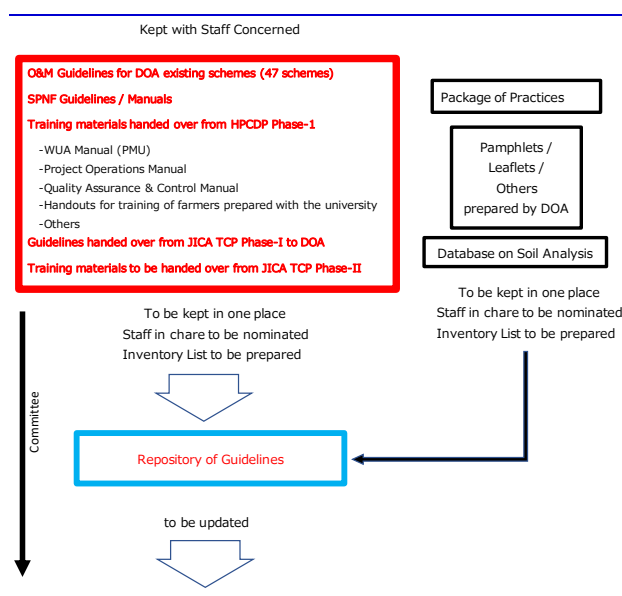 Kept with Staff Concerned
O&M Guidelines for DOA existing schemes (47 schemes)
SPNF Guidelines / Manuals
Training materials handed over from HPCDP Phase-1
-WUA Manual (PMU)
-Project Operations Manual
-Quality Assurance & Control Manual
-Handouts for training of farmers prepared with the university
-Others
Guidelines handed over from JICA TCP Phase-I to DOA
Training materials to be handed over from JICA TCP Phase-II
Package of Practices
Pamphlets /
Leaflets /
Others
prepared by DOA
Database on Soil Analysis
To be kept in one place
Staff in chare to be nominated
Inventory List to be prepared
To be kept in one place
Staff in chare to be nominated
Inventory List to be prepared
Committee
Repository of Guidelines
to be updated